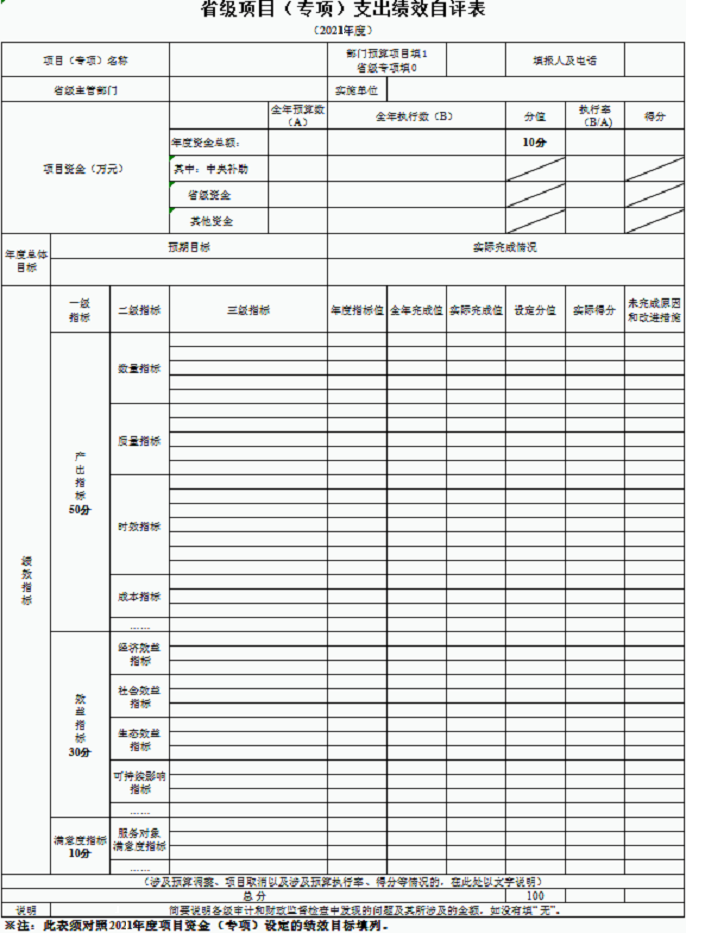 省级项目（专项）支出绩效自评表
（2021年度）
项目（专项）名称
部门预算项目填1
省级专项填0
填报人及电话
省级主管部门
实施单位
项目资金（万元）
全年预算数
（A）
全年执行数（B）
分值
执行率
（B/A）
得分
年度资金总额：
10分
其中：中央补助
省级资金
其他资金
年度总体
目标
预期目标
实际完成情况
绩效指标
一级
指标
二级指标
三级指标
年度指标值
全年完成值
实际完成值
设定分值
实际得分
未完成原因
和改进措施
产出指标
50分
数量指标
质量指标
时效指标
成本指标
……
效益指标
30分
经济效益
指标
社会效益
指标
生态效益
指标
可持续影响
指标
……
满意度指标
10分
服务对象
满意度指标
……
（涉及预算调整、项目取消以及涉及预算执行率、得分等情况的，在此处以文字说明）
总分
100
说明
简要说明各级审计和财政监督检查中发现的问题及其所涉及的金额，如没有填"无"。
※注：此表须对照2021年度项目资金（专项）设定的绩效目标填列。